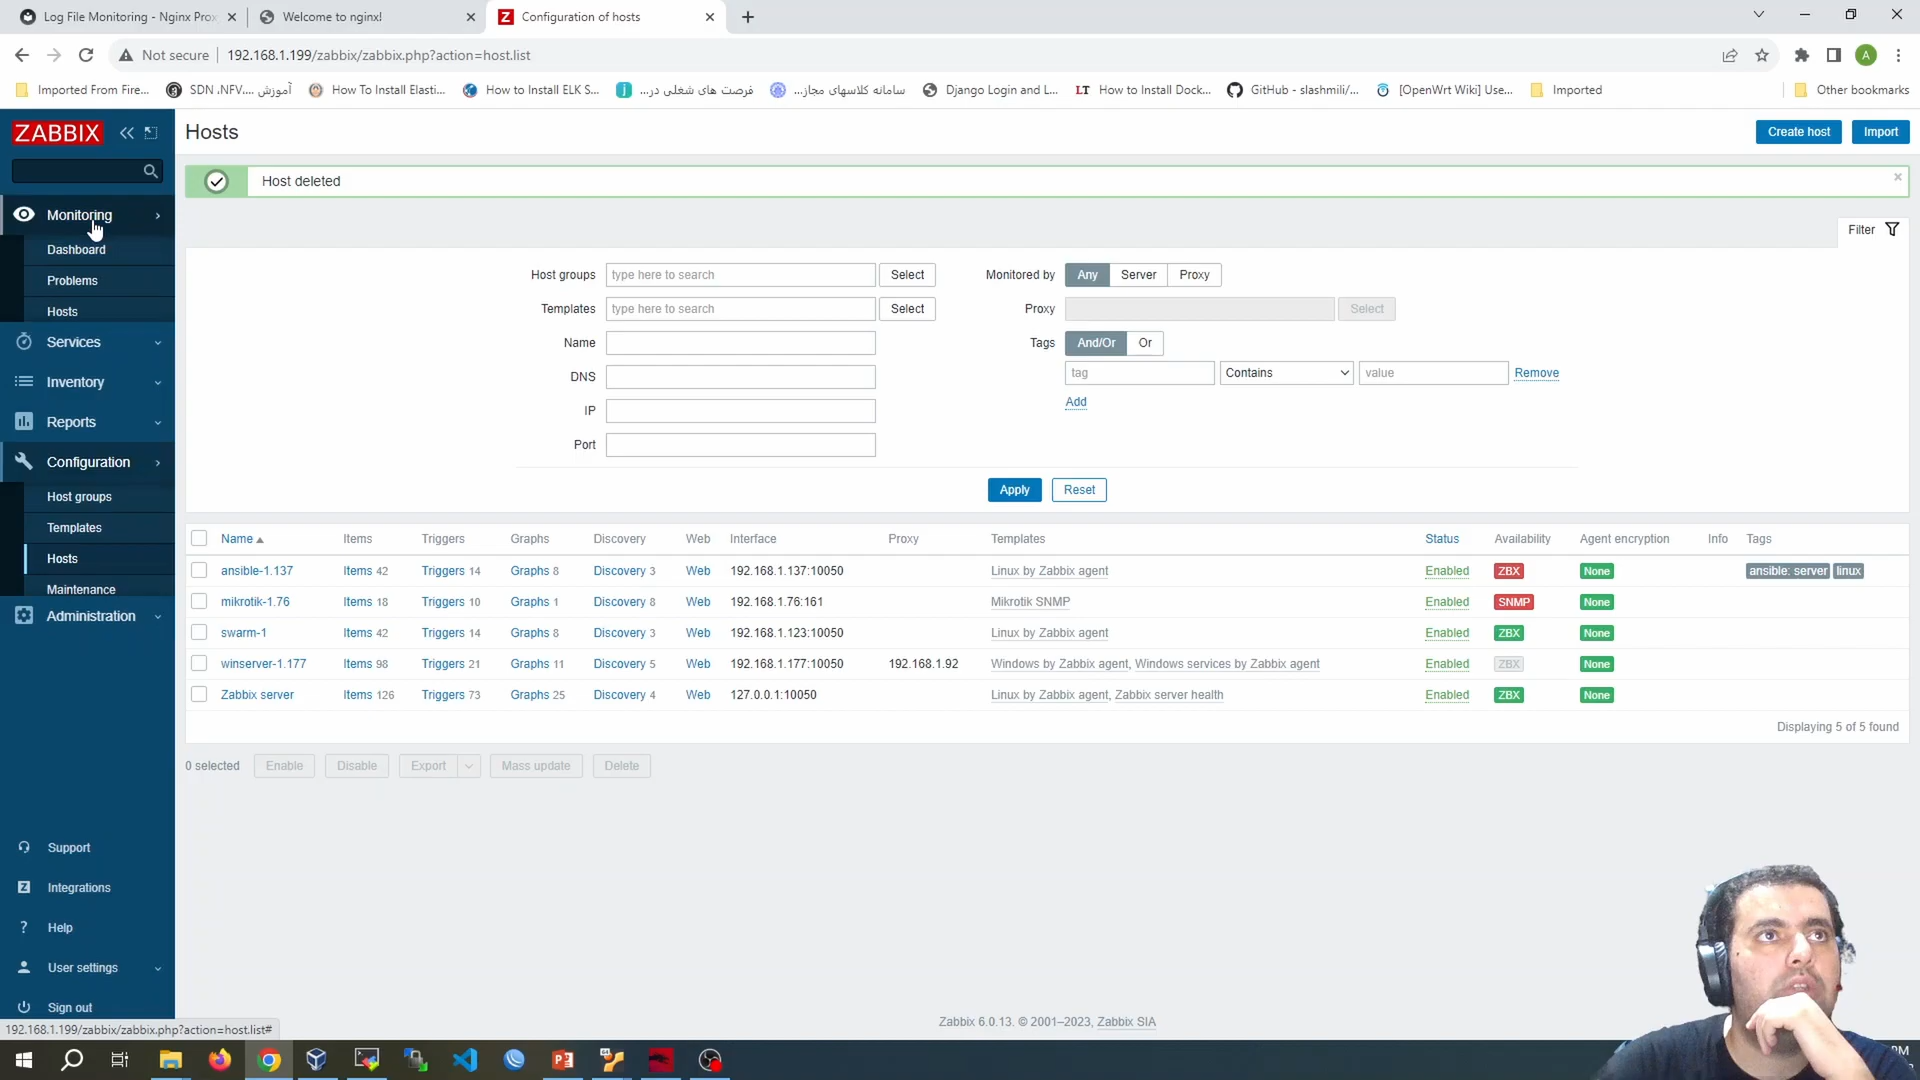 Log File Monitoring - Nginx Prox
Welcome to nginx!
Configuration of hosts
Not secure
192.168.1.199/zabbix/zabbix.php?action=host.list
A
Imported From Fire...
آموزش SDN ،NFV....
How To Install Elasti...
How to Install ELK S...
فرصت های شغلی در...
سامانه کلاسهای مجاز...
Django Login and L...
LT How to Install Dock...
GitHub - slashmili/...
[OpenWrt Wiki] Use...
Imported
Other bookmarks
ZABBIX
Monitoring
Dashboard
Problems
Hosts
Services
Inventory
Reports
Configuration
Host groups
Templates
Hosts
Maintenance
Administration
Support
Integrations
Help
User settings
Sign out
192.168.1.199/zabbix/zabbix.php?action=host.list#
Hosts
Create host
Import
Host deleted
Filter
Host groups type here to search Select
Templates type here to search Select
Name
DNS
IP
Port
Monitored by Any Server Proxy
Proxy Select
Tags And/Or Or
tag Contains value Remove
Add
Apply Reset
Name Items Triggers Graphs Discovery Web Interface Proxy Templates Status Availability Agent encryption Info Tags
ansible-1.137 Items 42 Triggers 14 Graphs 8 Discovery 3 Web 192.168.1.137:10050 Linux by Zabbix agent Enabled ZBX None ansible: server linux
mikrotik-1.76 Items 18 Triggers 10 Graphs 1 Discovery 8 Web 192.168.1.76:161 Mikrotik SNMP Enabled SNMP None
swarm-1 Items 42 Triggers 14 Graphs 8 Discovery 3 Web 192.168.1.123:10050 Linux by Zabbix agent Enabled ZBX None
winserver-1.177 Items 98 Triggers 21 Graphs 11 Discovery 5 Web 192.168.1.177:10050 192.168.1.92 Windows by Zabbix agent, Windows services by Zabbix agent Enabled ZBX None
Zabbix server Items 126 Triggers 73 Graphs 25 Discovery 4 Web 127.0.0.1:10050 Linux by Zabbix agent, Zabbix server health Enabled ZBX None
Displaying 5 of 5 found
0 selected Enable Disable Export Mass update Delete
Zabbix 6.0.13. © 2001–2023, Zabbix SIA
PM